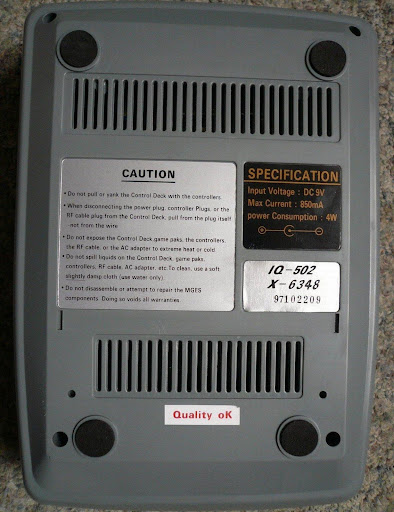 CAUTION
• Do not pull or yank the Control Deck with the controllers
• When disconnecting the power plug, controller Plugs, or the
RF cable plug from the Control Deck, pull from the plug itself
not from the wire
• Do not expose the Control Deck game paks, the controllers,
the RF cable, or the AC adapter to extreme heat or cold.
• Do not spill liquids on the Control Deck, game paks,
controllers, RF cable, AC adapter, etc.To clean, use a soft
slightly damp cloth (use water only).
• Do not disassemble or attempt to repair the MGES
components. Doing so voids all warranties.
SPECIFICATION
Input Voltage : DC 9V
Max Current : 850mA
power Consumption : 4W
IQ-502
X-6348
97102209
Quality oK